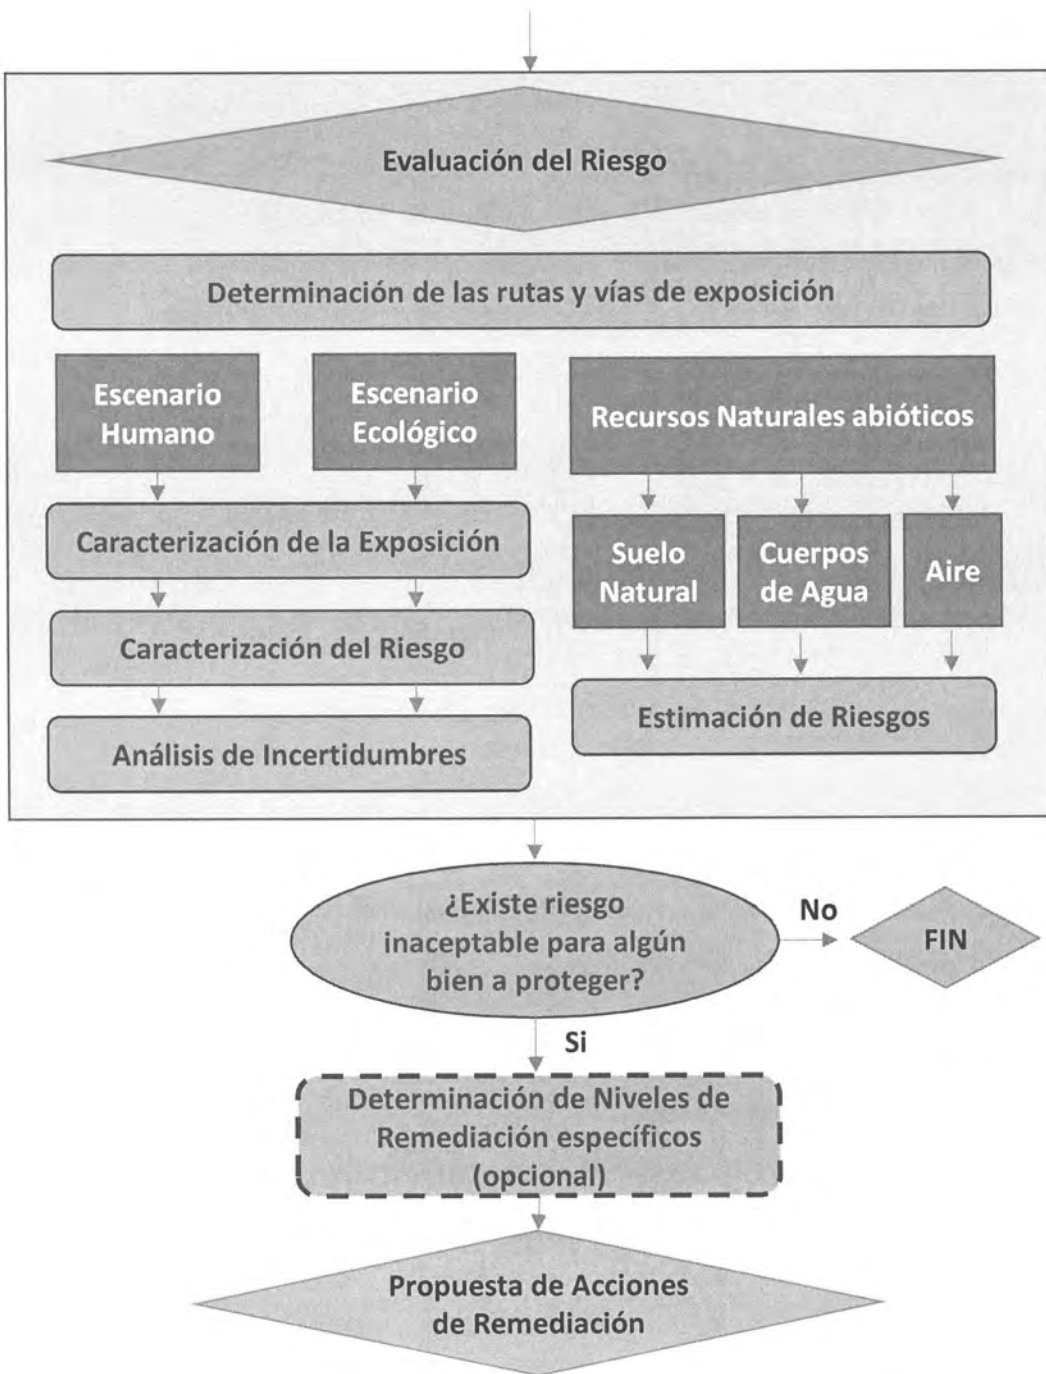 Evaluación del Riesgo
Determinación de las rutas y vías de exposición
Escenario
Humano
Escenario
Ecológico
Recursos Naturales abióticos
Caracterización de la Exposición
Suelo
Natural
Cuerpos
de Agua
Aire
Caracterización del Riesgo
Estimación de Riesgos
Análisis de Incertidumbres
¿Existe riesgo
inaceptable para algún
bien a proteger?
No
FIN
Si
Determinación de Niveles de
Remediación específicos
(opcional)
Propuesta de Acciones
de Remediación